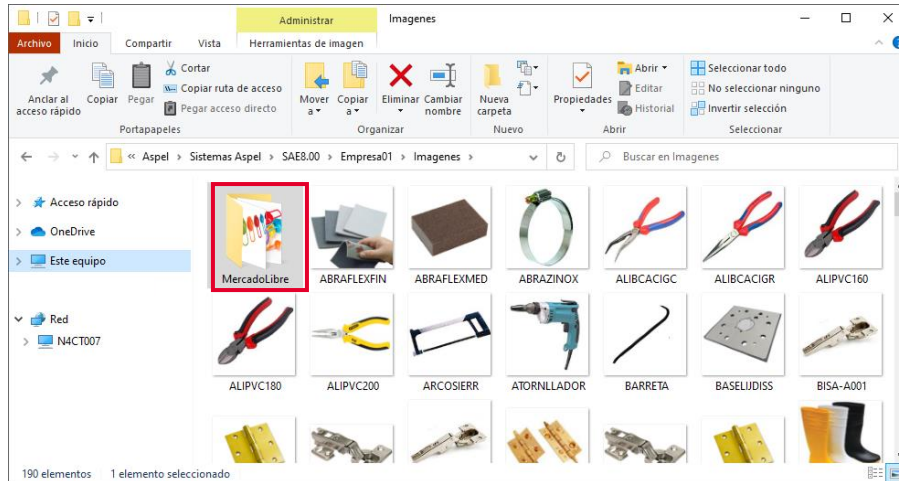 Administrar
Imagenes
Archivo Inicio Compartir Vista Herramientas de imagen
Anclar al acceso rápido
Copiar
Pegar
Cortar
Copiar ruta de acceso
Pegar acceso directo
Mover a
Copiar a
Eliminar
Cambiar nombre
Nueva carpeta
Propiedades
Abrir
Editar
Historial
Seleccionar todo
No seleccionar ninguno
Invertir selección
Portapapeles Organizar Nuevo Abrir Seleccionar
« Aspel > Sistemas Aspel > SAE8.00 > Empresa01 > Imagenes >
Buscar en Imagenes
Acceso rápido
OneDrive
Este equipo
Red
N4CT007
MercadoLibre ABRAFLEXFIN ABRAFLEXMED ABRAZINOX ALIBCACIGC ALIBCACIGR ALIPVC160
ALIPVC180 ALIPVC200 ARCOSIERR ATORNLLADOR BARRETA BASELIJDISS BISA-A001
190 elementos 1 elemento seleccionado